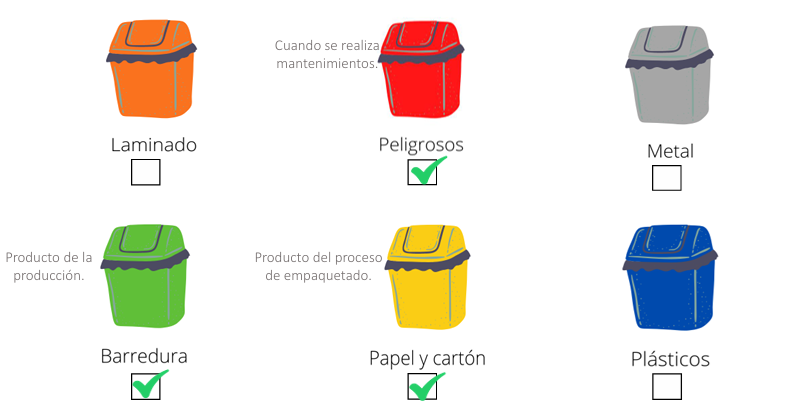 Cuando se realiza
mantenimientos.
Laminado
Peligrosos
Metal
Producto de la
producción.
Producto del proceso
de empaquetado.
Barredura
Papel y cartón
Plásticos